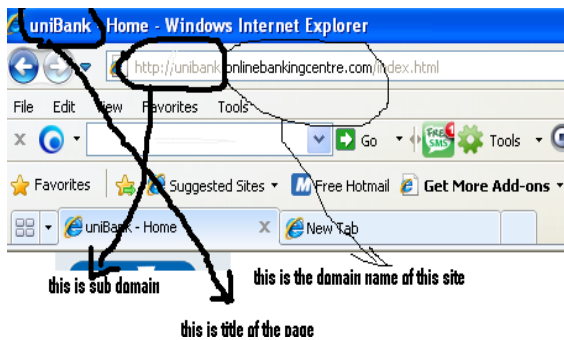 uniBank - Home - Windows Internet Explorer
http://unibank.onlinebankingcentre.com/index.html
File Edit View Favorites Tools
x Go FREE SMS Tools
Favorites Suggested Sites Free Hotmail Get More Add-ons
uniBank - Home x New Tab
this is sub domain
this is the domain name of this site
this is title of the page